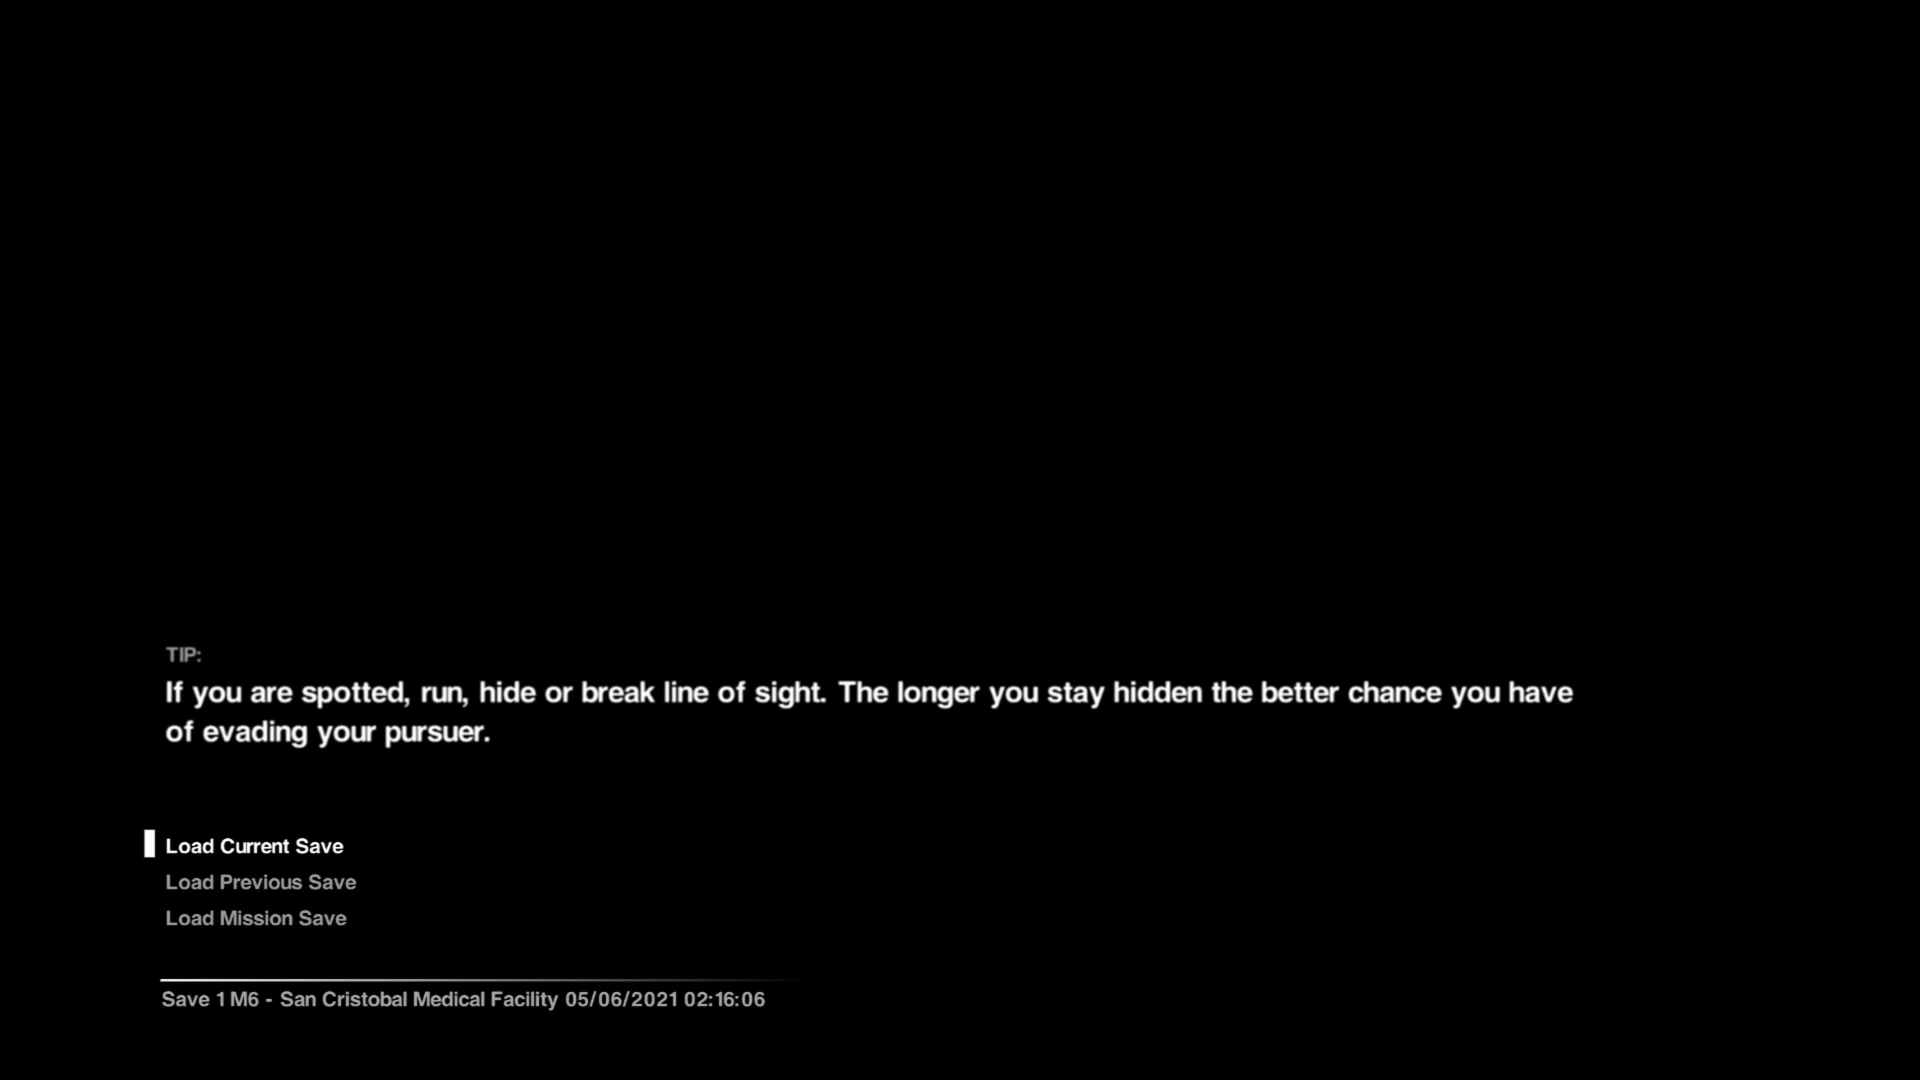 TIP:
If you are spotted, run, hide or break line of sight. The longer you stay hidden the better chance you have
of evading your pursuer.
Load Current Save
Load Previous Save
Load Mission Save
Save 1 M6 - San Cristobal Medical Facility 05/06/2021 02:16:06